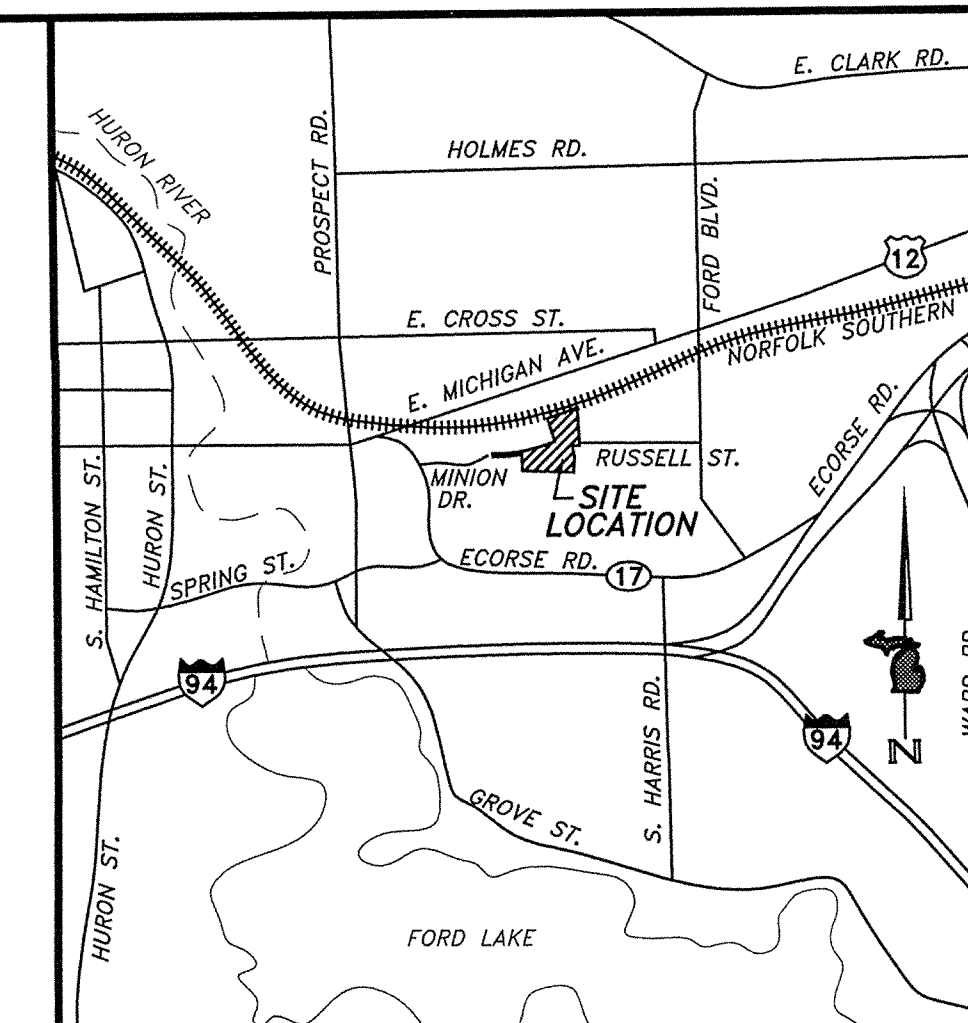 E. CLARK RD.
HURON RIVER
PROSPECT RD.
HOLMES RD.
FORD BLVD.
12
E. CROSS ST.
E. MICHIGAN AVE.
NORFOLK SOUTHERN
ECORSE RD.
MINION
DR.
RUSSELL ST.
SITE
LOCATION
S. HAMILTON ST.
HURON ST.
SPRING ST.
ECORSE RD.
17
94
94
N
S. HARRIS RD.
GROVE ST.
HURON ST.
FORD LAKE